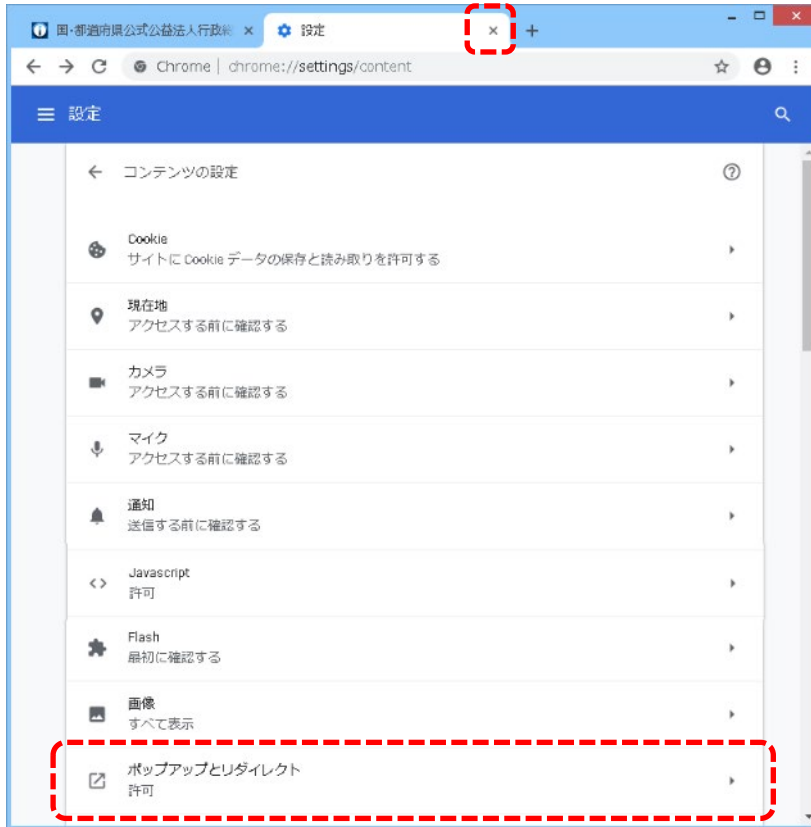 国・都道府県公式公益法人行政
設定
Chrome | chrome://settings/content
設定
コンテンツの設定
Cookie
サイトに Cookie データの保存と読み取りを許可する
現在地
アクセスする前に確認する
カメラ
アクセスする前に確認する
マイク
アクセスする前に確認する
通知
送信する前に確認する
Javascript
許可
Flash
最初に確認する
画像
すべて表示
ポップアップとリダイレクト
許可